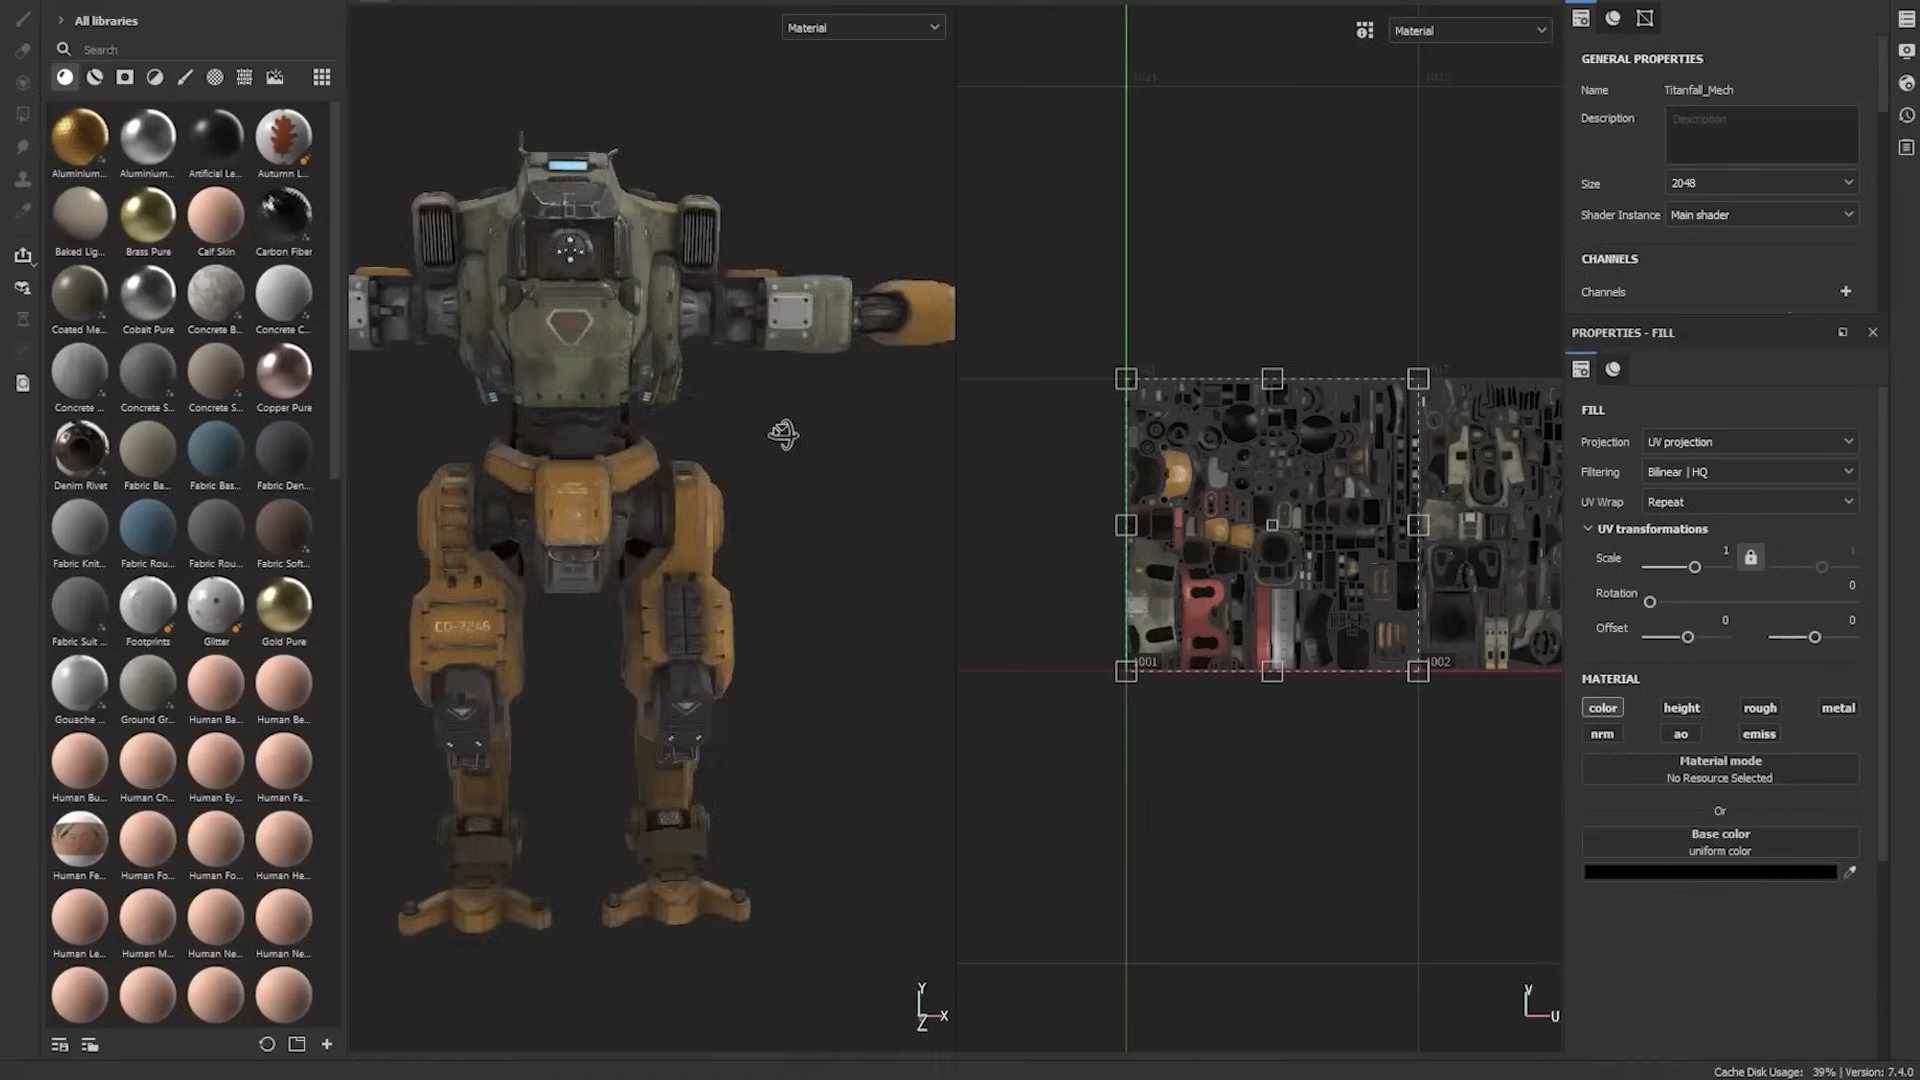 All libraries
Search
Aluminium...
Aluminium...
Artificial Le...
Autumn L...
Baked Lig...
Brass Pure
Calf Skin
Carbon Fiber
Coated Me...
Cobalt Pure
Concrete B...
Concrete C...
Concrete ...
Concrete S...
Concrete S...
Copper Pure
Denim Rivet
Fabric Ba...
Fabric Bas...
Fabric Den...
Fabric Knit...
Fabric Rou...
Fabric Rou...
Fabric Soft...
Fabric Suit ...
Footprints
Glitter
Gold Pure
Gouache ...
Ground Gr...
Human Ba...
Human Be...
Human Bu...
Human Ch...
Human Ey...
Human Fa...
Human Fe...
Human Fo...
Human Fo...
Human He...
Human Le...
Human M...
Human Ne...
Human Ne...
Material
CO-7246
Y
Z
X
Material
1021
1022
1001
1002
V
U
GENERAL PROPERTIES
Name
Titanfall_Mech
Description
Description
Size
2048
Shader Instance
Main shader
CHANNELS
Channels
PROPERTIES - FILL
FILL
Projection
UV projection
Filtering
Bilinear | HQ
UV Wrap
Repeat
UV transformations
Scale
1
1
Rotation
0
Offset
0
0
MATERIAL
color
height
rough
metal
nrm
ao
emiss
Material mode
No Resource Selected
Or
Base color
uniform color
Cache Disk Usage: 39% | Version: 7.4.0